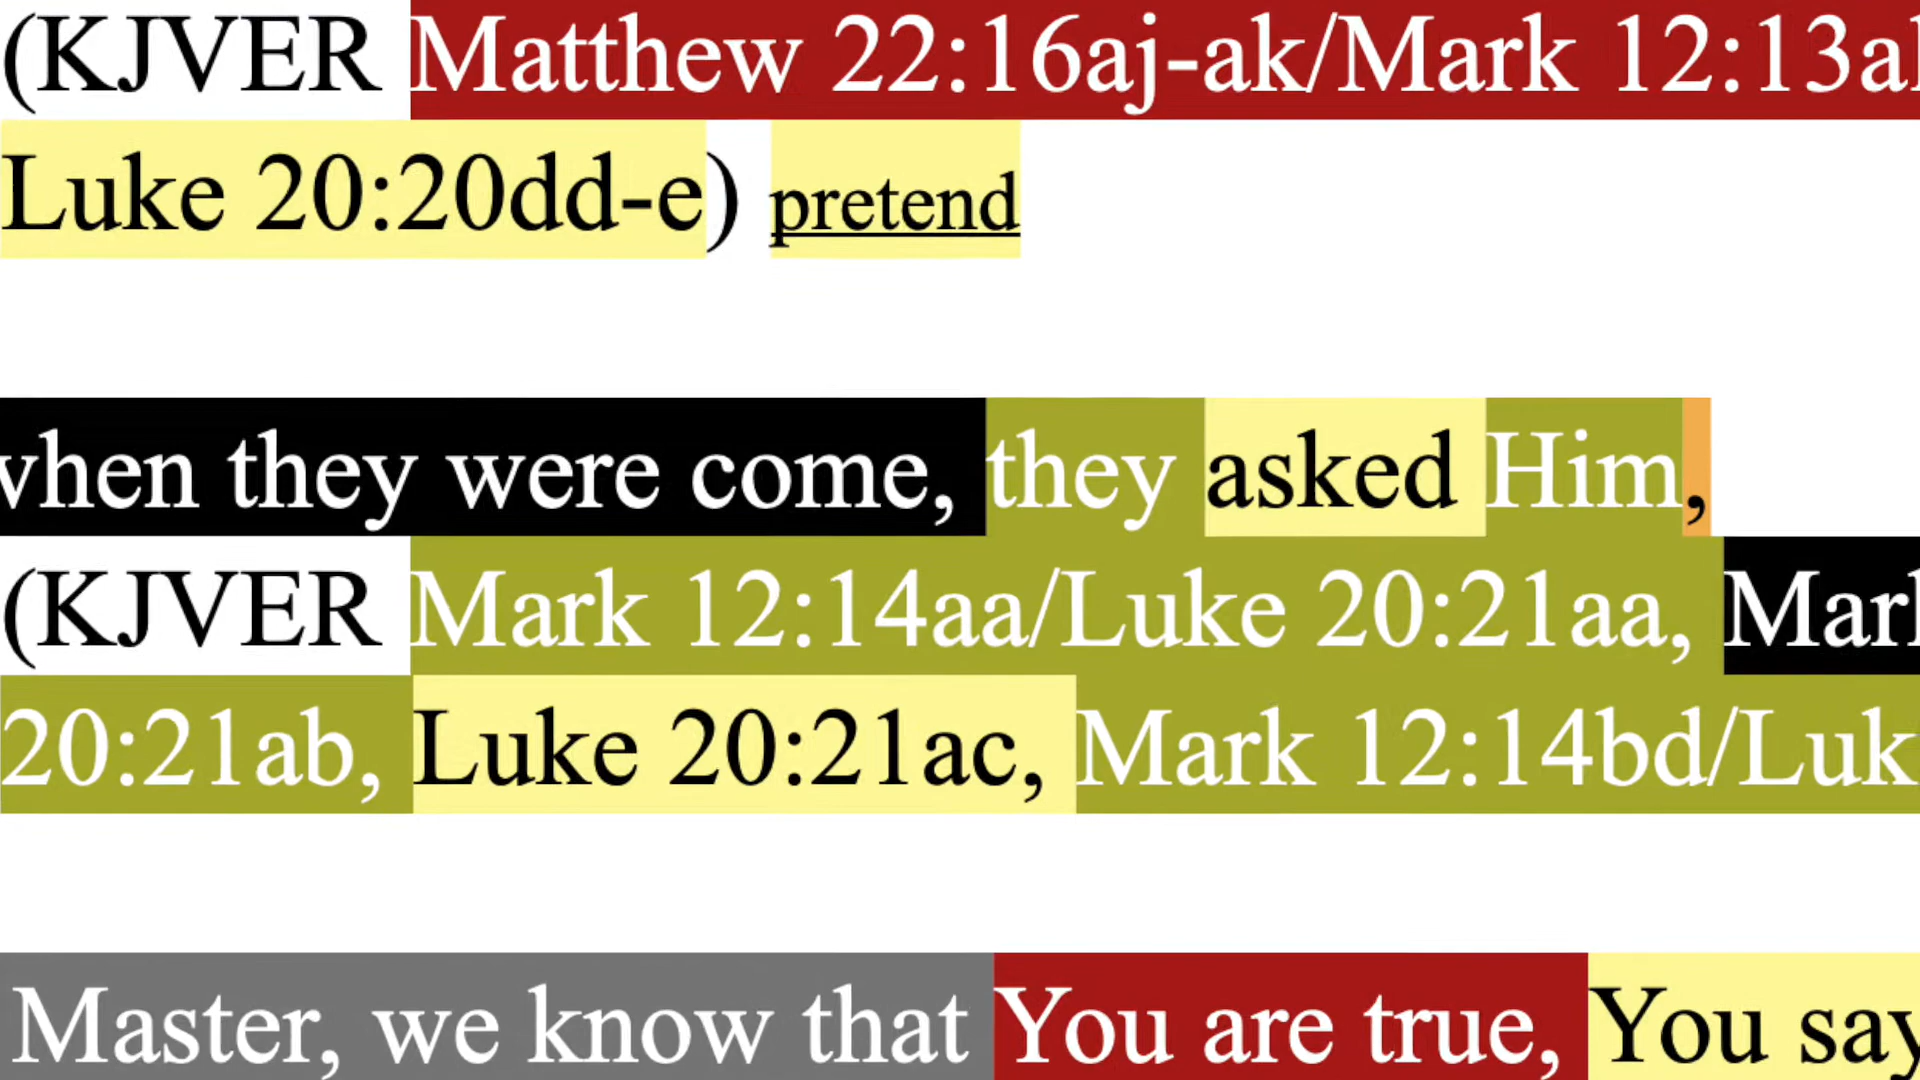 (KJVER Matthew 22:16aj-ak/Mark 12:13a
Luke 20:20dd-e) pretend
when they were come, they asked Him,
(KJVER Mark 12:14aa/Luke 20:21aa, Mark
20:21ab, Luke 20:21ac, Mark 12:14bd/Luk
Master, we know that You are true, You say